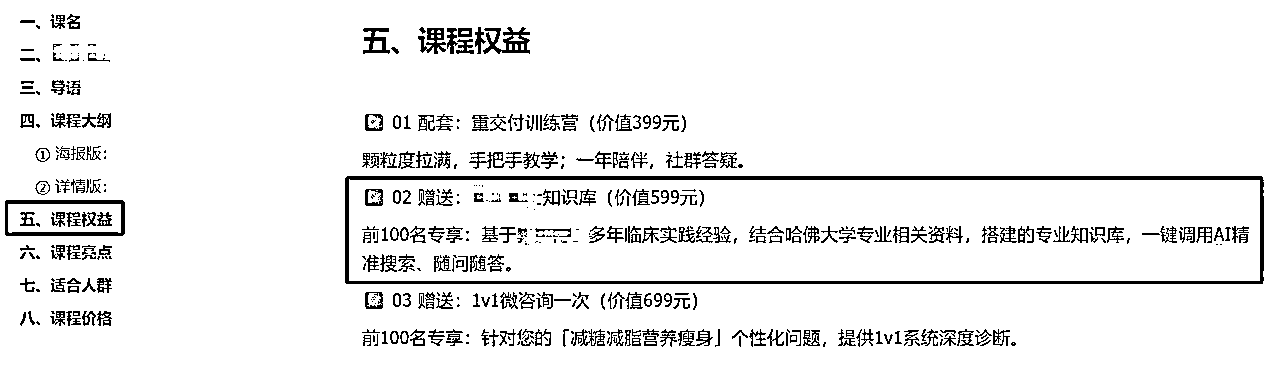 一、课名
二、
三、导语
四、课程大纲
① 海报版:
② 详情版:
五、课程权益
六、课程亮点
七、适合人群
八、课程价格
五、课程权益
01 配套：重交付训练营（价值399元）
颗粒度拉满，手把手教学；一年陪伴，社群答疑。
02 赠送：知识库（价值599元）
前100名专享：基于多年临床实践经验，结合哈佛大学专业相关资料，搭建的专业知识库，一键调用AI精
准搜索、随问随答。
03 赠送：1v1微咨询一次（价值699元）
前100名专享：针对您的「减糖减脂营养瘦身」个性化问题，提供1v1系统深度诊断。